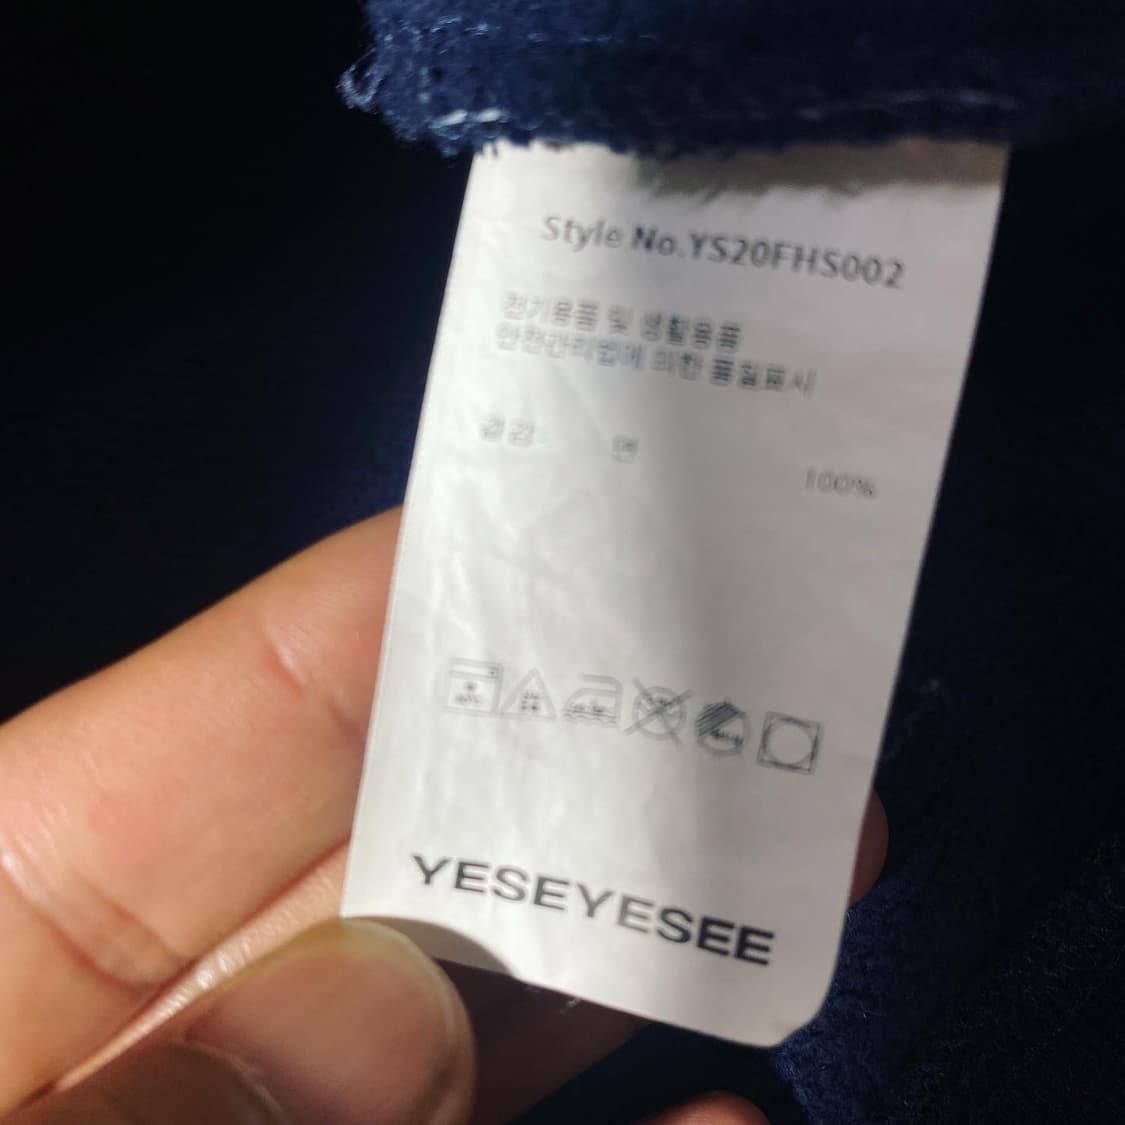 Style No.YS20FHS002
전기용품 및 생활용품
안전관리법에 의한 품질표시
겉감: 면 100%
YESEYESEE